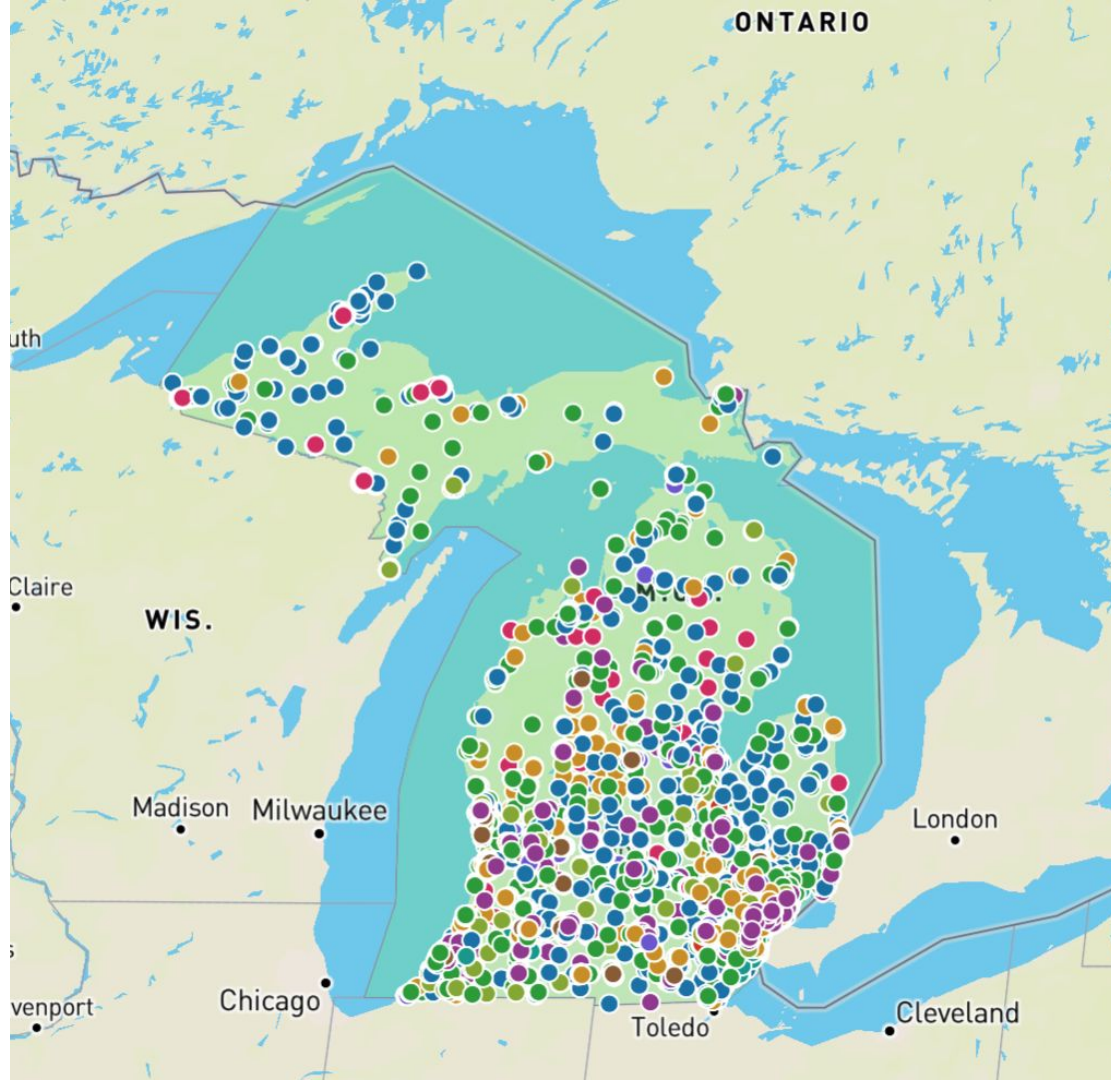 ONTARIO
uth
Claire
WIS.
Madison
Milwaukee
London
Chicago
venport
Toledo
Cleveland